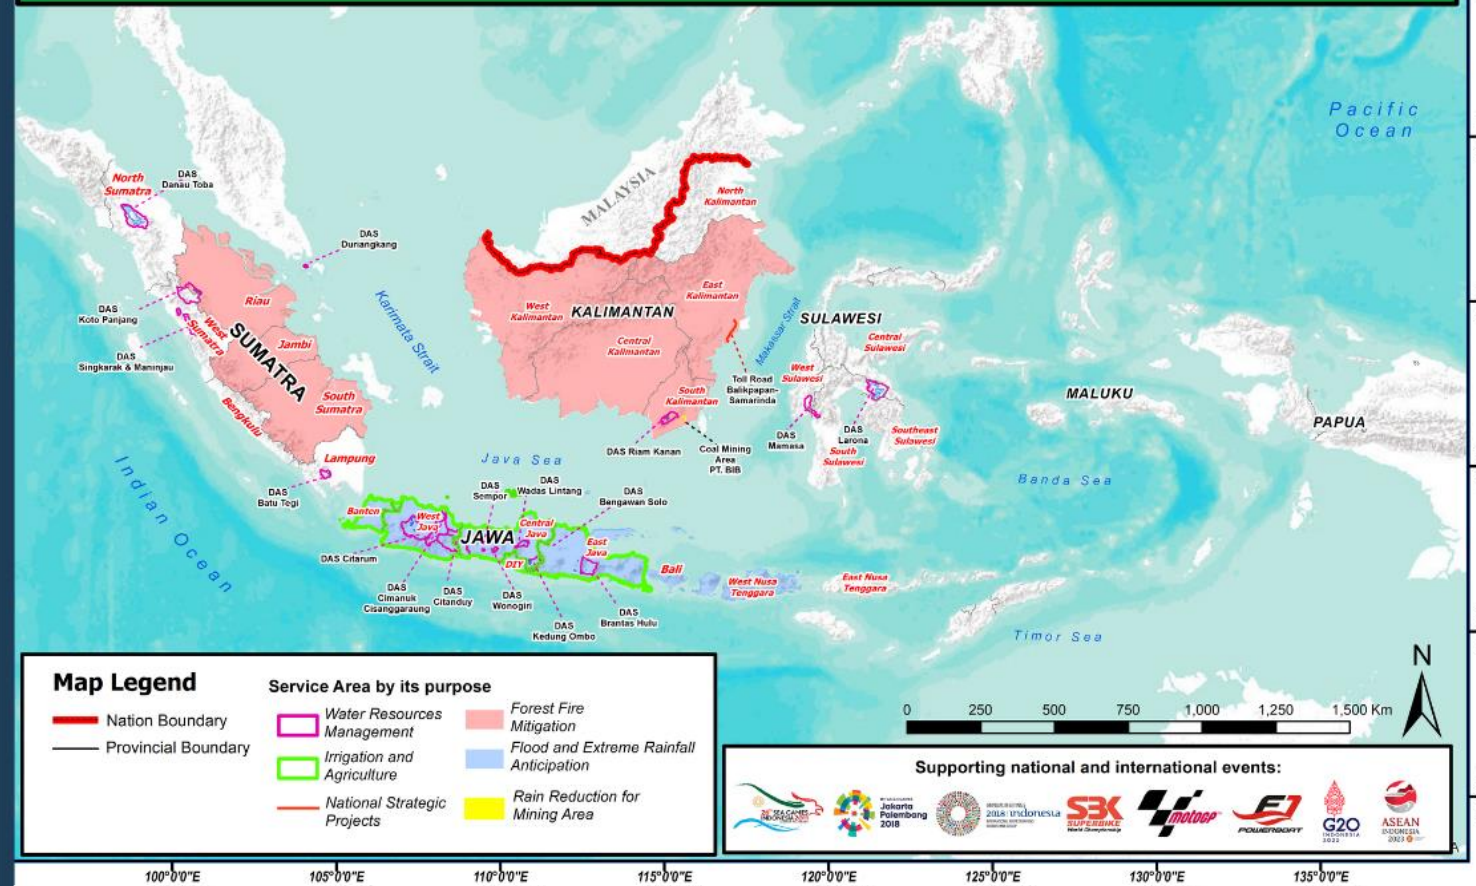 Pacific
Ocean
MALAYSIA
North
Kalimantan
DAS
Danau Toba
North
Sumatra
DAS
Duriangkang
Karimata Strait
Riau
DAS
Koto Panjang
West
Sumatra
SUMATRA
Jambi
DAS
Singkarak & Maninjau
South
Sumatra
Bengkulu
Lampung
DAS
Batu Tegi
East
Kalimantan
West
Kalimantan
KALIMANTAN
Central
Kalimantan
South
Kalimantan
Makassar Strait
SULAWESI
Central
Sulawesi
West
Sulawesi
Toll Road
Balikpapan-
Samarinda
DAS
Mamasa
DAS
Larona
South
Sulawesi
Southeast
Sulawesi
MALUKU
PAPUA
DAS Riam Kanan
Coal Mining
Area
PT. BIB
Java Sea
Banda Sea
Indian Ocean
DAS
Sempor
DAS
Wadas Lintang
DAS
Bengawan Solo
Banten
West
Java
JAWA
Central
Java
East
Java
DIY
Bali
West Nusa
Tenggara
East Nusa
Tenggara
DAS Citarum
DAS
Cimanuk
Cisanggaraung
DAS
Citanduy
DAS
Wonogiri
DAS
Kedung Ombo
DAS
Brantas Hulu
Timor Sea
N
0 250 500 750 1,000 1,250 1,500 Km
Map Legend
Nation Boundary
Provincial Boundary
Service Area by its purpose
Water Resources
Management
Irrigation and
Agriculture
National Strategic
Projects
Forest Fire
Mitigation
Flood and Extreme Rainfall
Anticipation
Rain Reduction for
Mining Area
Supporting national and international events:
SEA GAMES
Jakarta
Palembang
2018
2018 indonesia
SBK
SUPERBIKE
World Championship
MotoGP
F1
POWERBOAT
G20
INDONESIA
2022
ASEAN
INDONESIA
2023
100°0'0"E 105°0'0"E 110°0'0"E 115°0'0"E 120°0'0"E 125°0'0"E 130°0'0"E 135°0'0"E